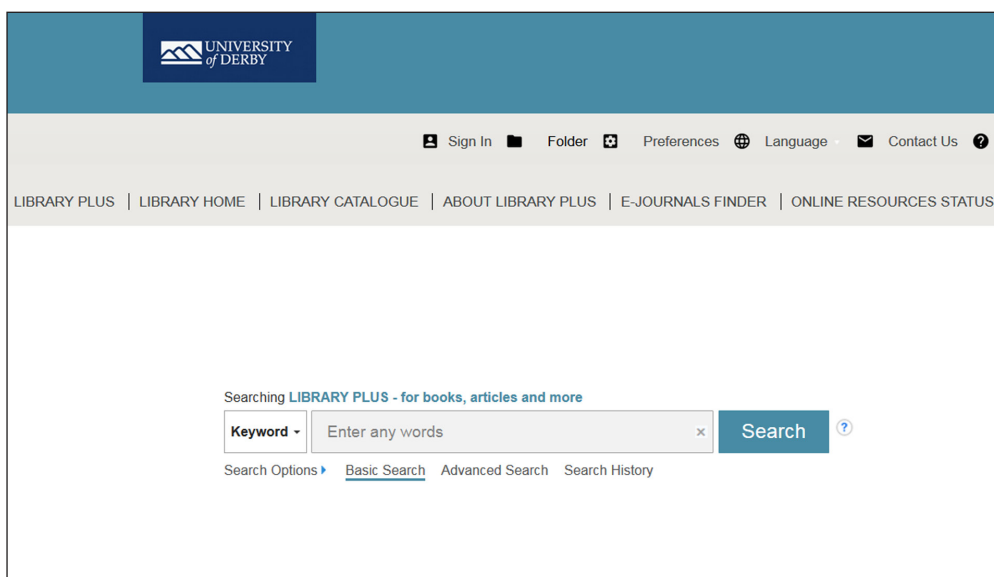 UNIVERSITY
of DERBY
Sign In Folder Preferences Language Contact Us ?
LIBRARY PLUS | LIBRARY HOME | LIBRARY CATALOGUE | ABOUT LIBRARY PLUS | E-JOURNALS FINDER | ONLINE RESOURCES STATUS
Searching LIBRARY PLUS - for books, articles and more
Keyword Enter any words × Search ?
Search Options Basic Search Advanced Search Search History